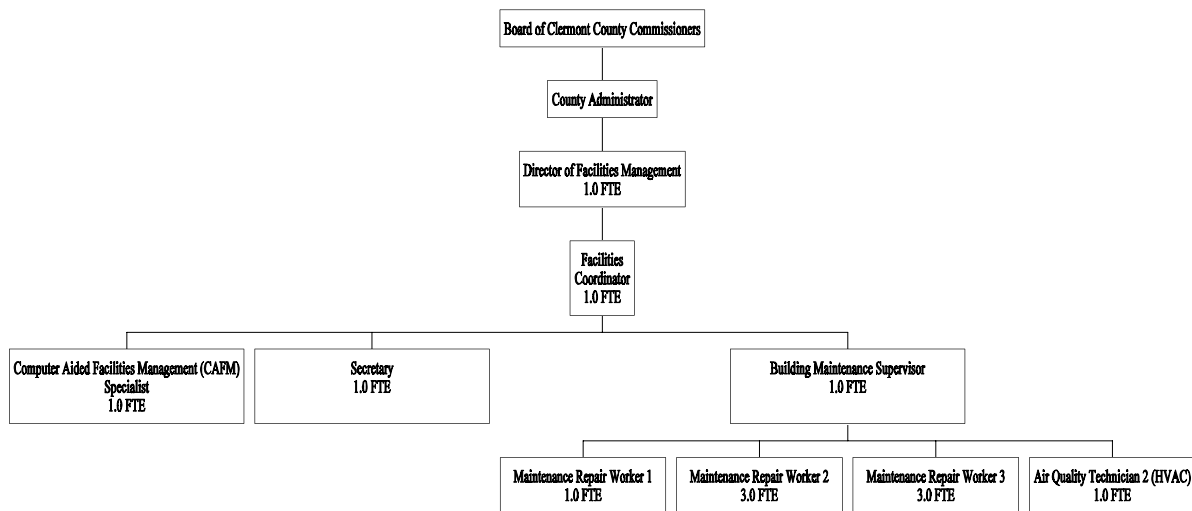 Board of Clermont County Commissioners
County Administrator
Director of Facilities Management
1.0 FTE
Facilities
Coordinator
1.0 FTE
Computer Aided Facilities Management (CAFM)
Specialist
1.0 FTE
Secretary
1.0 FTE
Building Maintenance Supervisor
1.0 FTE
Maintenance Repair Worker 1
1.0 FTE
Maintenance Repair Worker 2
3.0 FTE
Maintenance Repair Worker 3
3.0 FTE
Air Quality Technician 2 (HVAC)
1.0 FTE